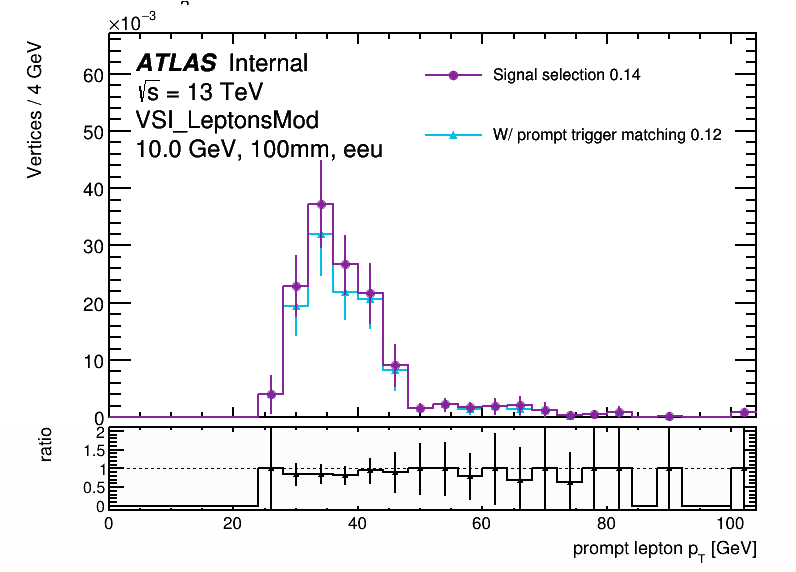 ×10⁻³
Vertices / 4 GeV
60
50
40
30
20
10
0
ATLAS Internal
√s = 13 TeV
VSI_LeptonsMod
10.0 GeV, 100mm, eeu
Signal selection 0.14
W/ prompt trigger matching 0.12
ratio
2
1.5
1
0.5
0
0 20 40 60 80 100
prompt lepton p_T [GeV]